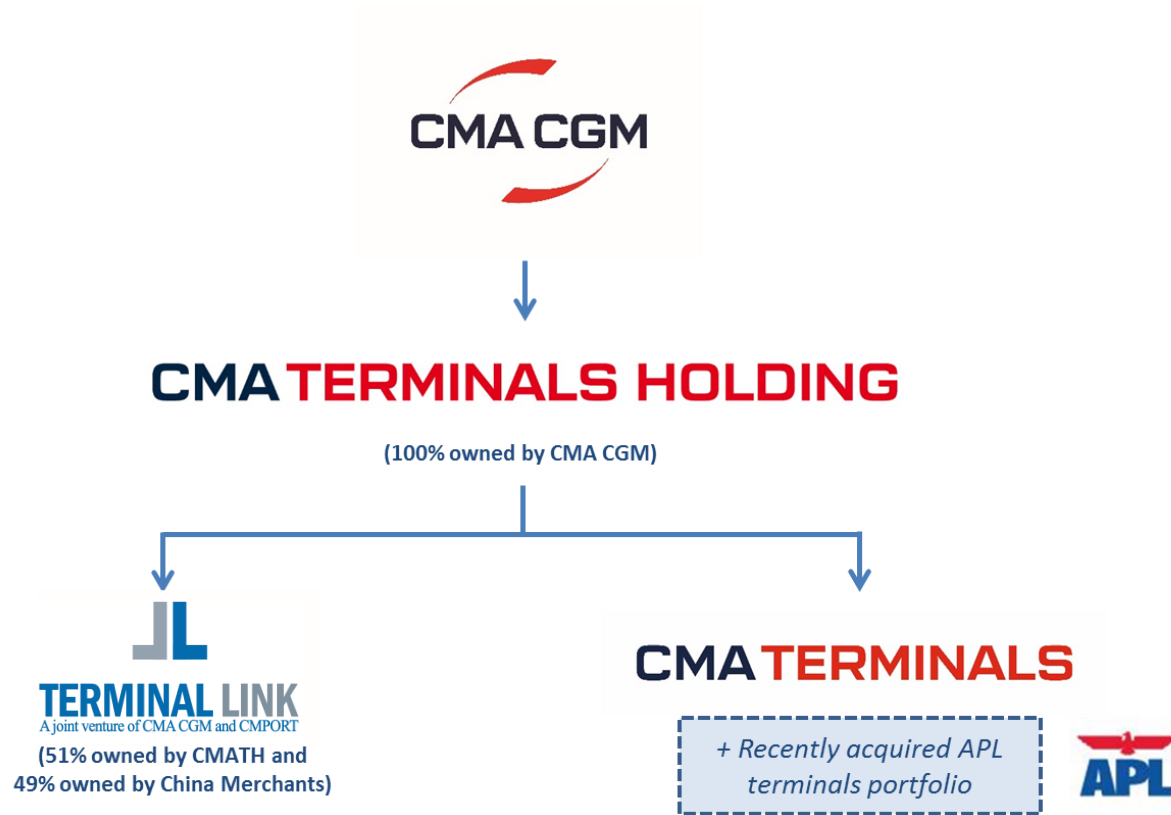 CMA CGM
CMA TERMINALS HOLDING
(100% owned by CMA CGM)
TERMINAL LINK
A joint venture of CMA CGM and CMPORT
(51% owned by CMATH and
49% owned by China Merchants)
CMA TERMINALS
+ Recently acquired APL
terminals portfolio
APL